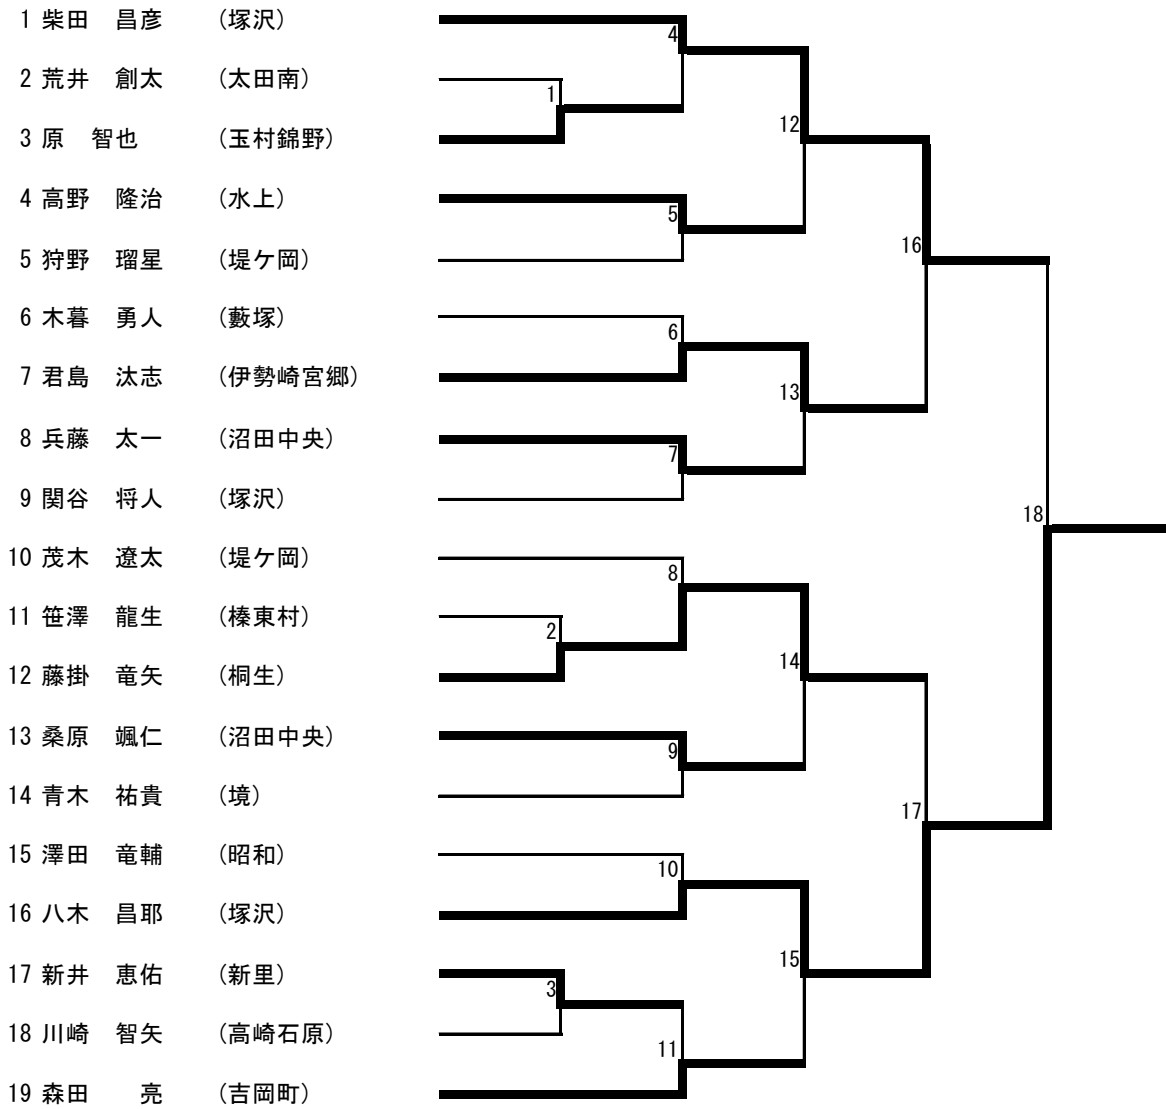 1 柴田　昌彦　（塚沢）
4
2 荒井　創太　（太田南）
1
3 原　智也　（玉村錦野）
12
4 高野　隆治　（水上）
5
16
5 狩野　瑠星　（堤ケ岡）
6 木暮　勇人　（藪塚）
6
7 君島　汰志　（伊勢崎宮郷）
13
8 兵藤　太一　（沼田中央）
7
9 関谷　将人　（塚沢）
18
10 茂木　遼太　（堤ケ岡）
8
11 笹澤　龍生　（榛東村）
2
14
12 藤掛　竜矢　（桐生）
13 桑原　颯仁　（沼田中央）
9
14 青木　祐貴　（境）
17
15 澤田　竜輔　（昭和）
10
16 八木　昌耶　（塚沢）
15
17 新井　恵佑　（新里）
3
18 川崎　智矢　（高崎石原）
11
19 森田　亮　（吉岡町）